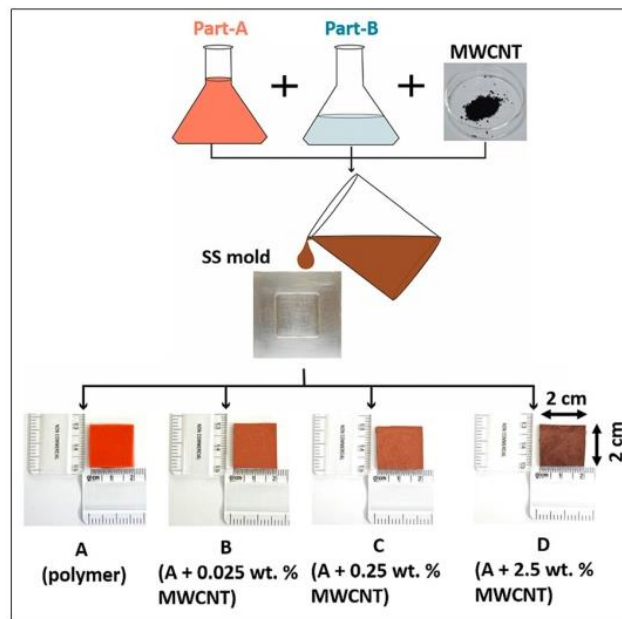 Part-A
Part-B
MWCNT
+
+
SS mold
2 cm
2 cm
A
(polymer)
B
(A + 0.025 wt. %
MWCNT)
C
(A + 0.25 wt. %
MWCNT)
D
(A + 2.5 wt. %
MWCNT)